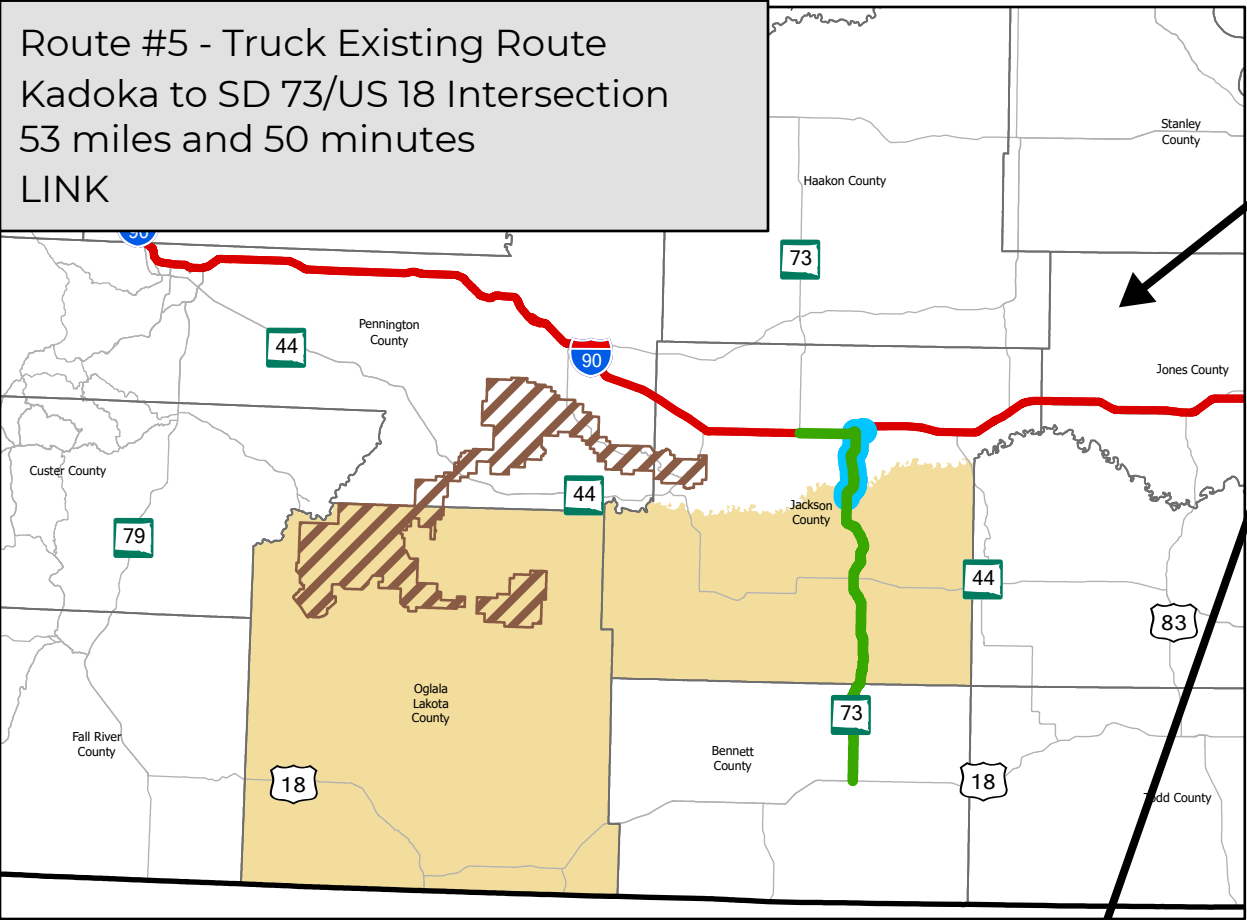 Route #5 - Truck Existing Route
Kadoka to SD 73/US 18 Intersection
53 miles and 50 minutes
LINK
Stanley
County
Haakon County
90
73
Pennington
County
44
90
Jones County
Custer County
44
Jackson
County
79
44
83
Oglala
Lakota
County
73
Fall River
County
Bennett
County
18
18
Todd County